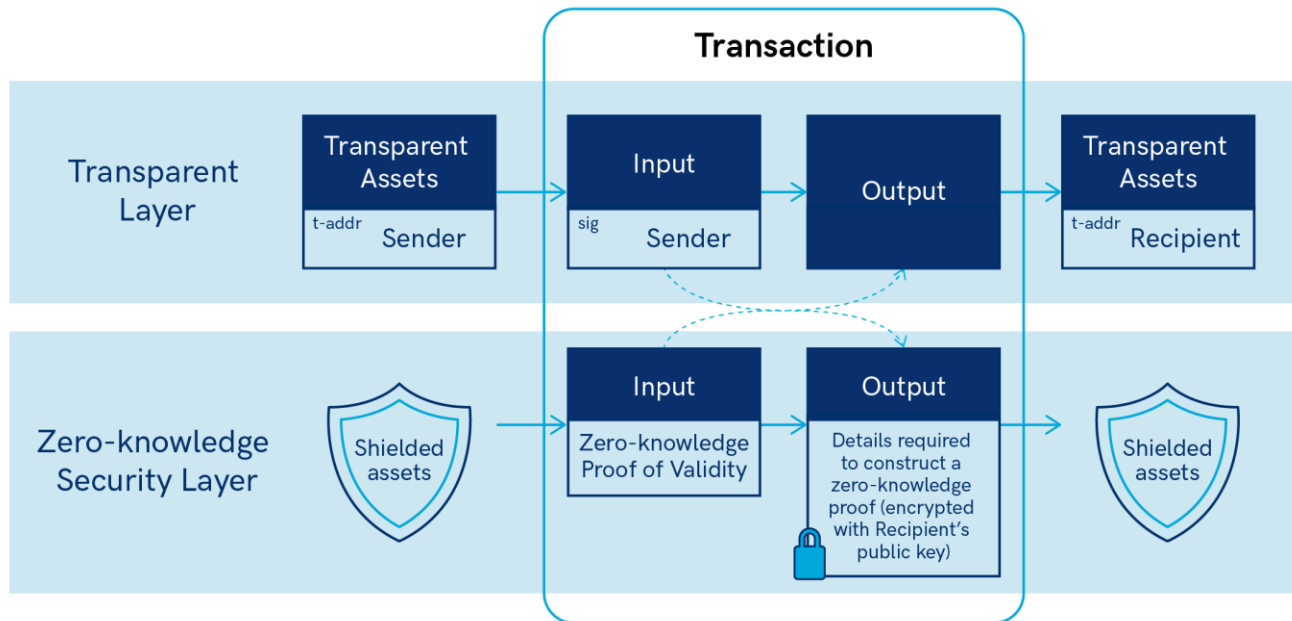 Transaction
Transparent
Layer
Transparent
Assets
t-addr Sender
Input
sig Sender
Output
Transparent
Assets
t-addr Recipient
Zero-knowledge
Security Layer
Shielded
assets
Input
Zero-knowledge
Proof of Validity
Output
Details required
to construct a
zero-knowledge
proof (encrypted
with Recipient’s
public key)
Shielded
assets